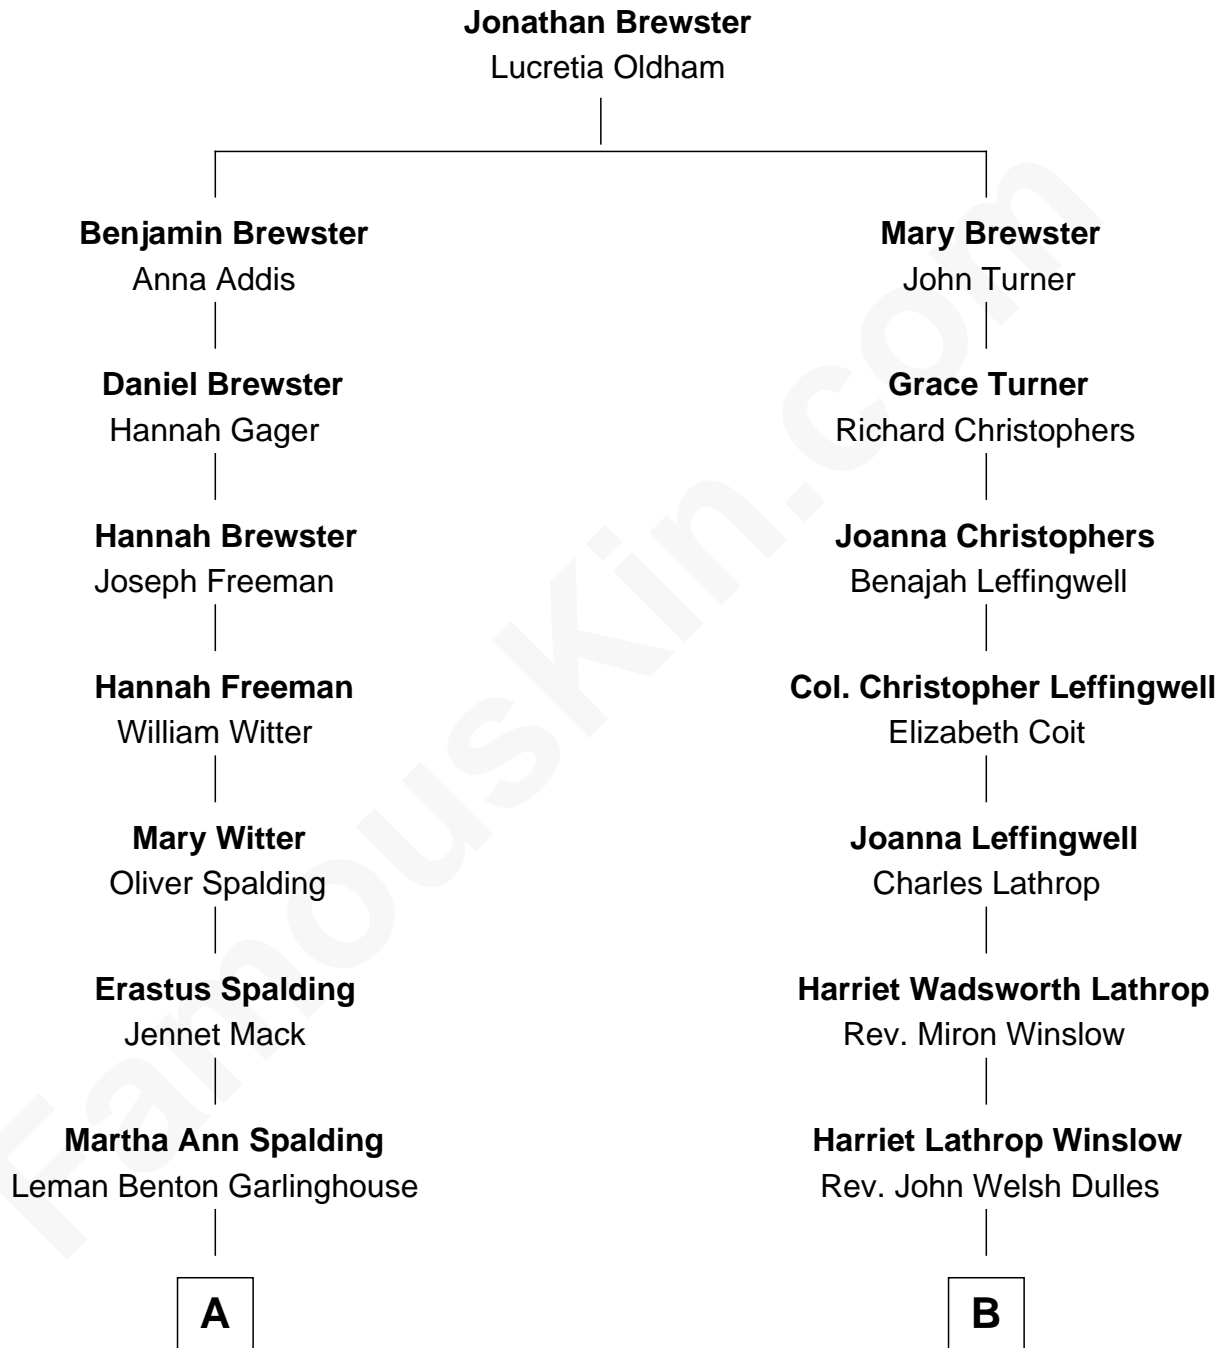 Jonathan Brewster
Lucretia Oldham
Benjamin Brewster
Anna Addis
Mary Brewster
John Turner
Daniel Brewster
Hannah Gager
Grace Turner
Richard Christophers
Hannah Brewster
Joseph Freeman
Joanna Christophers
Benajah Leffingwell
Hannah Freeman
William Witter
Col. Christopher Leffingwell
Elizabeth Coit
Mary Witter
Oliver Spalding
Joanna Leffingwell
Charles Lathrop
Erastus Spalding
Jennet Mack
Harriet Wadsworth Lathrop
Rev. Miron Winslow
Martha Ann Spalding
Leman Benton Garlinghouse
Harriet Lathrop Winslow
Rev. John Welsh Dulles
A
B
FamousKin.com